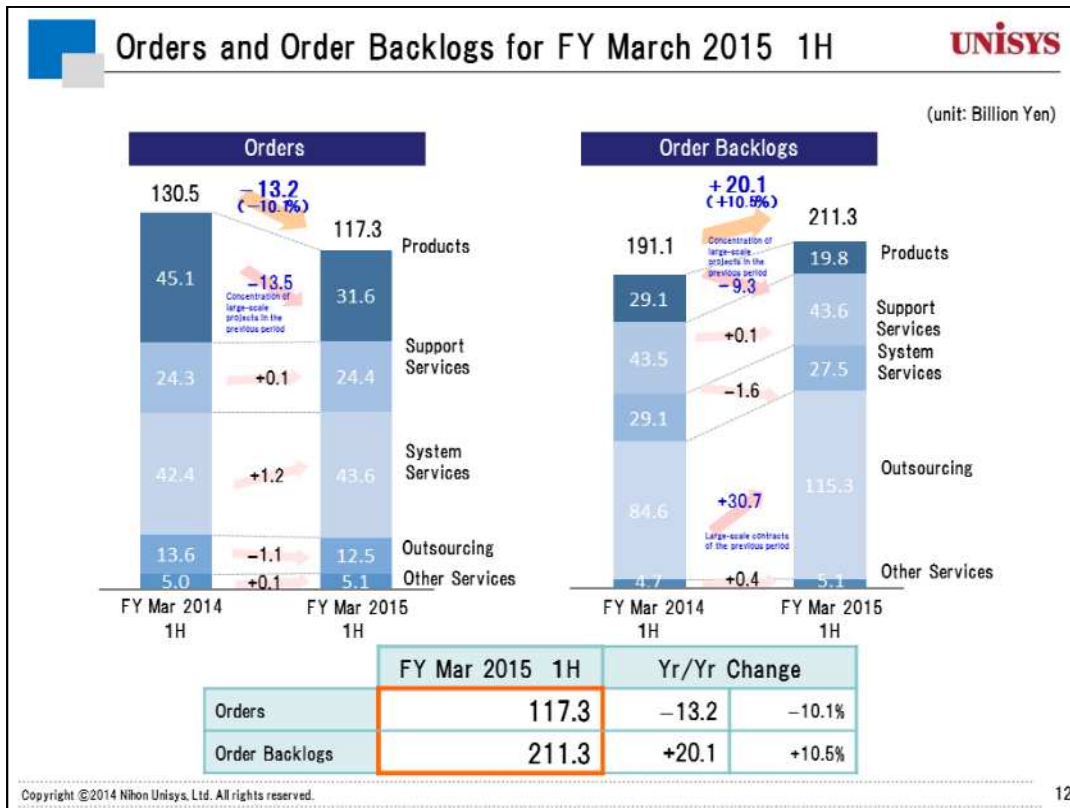 Orders and Order Backlogs for FY March 2015 1H
UNISYS
(unit: Billion Yen)
Orders
130.5
−13.2
(−10.1%)
117.3
Products
45.1
−13.5
Concentration of
large-scale
projects in the
previous period
31.6
Support
Services
24.3
+0.1
24.4
System
Services
42.4
+1.2
43.6
Outsourcing
13.6
−1.1
12.5
Other Services
5.0
+0.1
5.1
FY Mar 2014
1H
FY Mar 2015
1H
Order Backlogs
191.1
+20.1
(+10.5%)
211.3
Products
29.1
Concentration of
large-scale
projects in the
previous period
−9.3
19.8
Support
Services
43.5
+0.1
43.6
System
Services
29.1
−1.6
27.5
Outsourcing
84.6
+30.7
Large-scale contracts
of the previous period
115.3
Other Services
4.7
+0.4
5.1
FY Mar 2014
1H
FY Mar 2015
1H
FY Mar 2015 1H Yr/Yr Change
Orders 117.3 −13.2 −10.1%
Order Backlogs 211.3 +20.1 +10.5%
Copyright ©2014 Nihon Unisys, Ltd. All rights reserved.
12